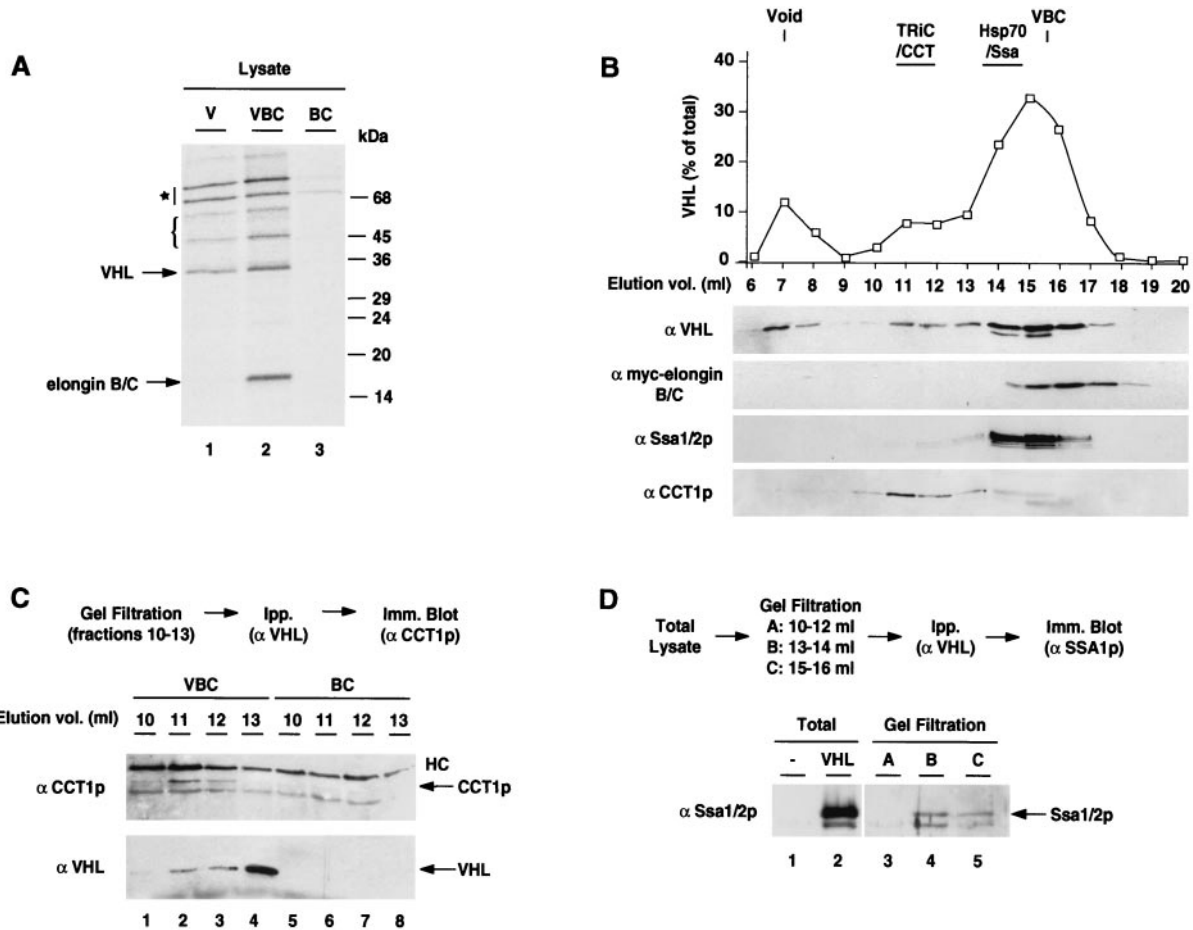 A
Lysate
V VBC BC
kDa
★
{
68
45
VHL
36
29
24
20
elongin B/C
14
1 2 3
B
Void TRiC /CCT Hsp70 /Ssa VBC
VHL (% of total)
40
30
20
10
0
Elution vol. (ml) 6 7 8 9 10 11 12 13 14 15 16 17 18 19 20
α VHL
α myc-elongin
B/C
α Ssa1/2p
α CCT1p
C
Gel Filtration
(fractions 10-13)
Ipp.
(α VHL)
Imm. Blot
(α CCT1p)
VBC BC
Elution vol. (ml) 10 11 12 13 10 11 12 13
HC
α CCT1p
CCT1p
α VHL
VHL
1 2 3 4 5 6 7 8
D
Total
Lysate
Gel Filtration
A: 10-12 ml
B: 13-14 ml
C: 15-16 ml
Ipp.
(α VHL)
Imm. Blot
(α SSA1p)
Total Gel Filtration
- VHL A B C
α Ssa1/2p
Ssa1/2p
1 2 3 4 5